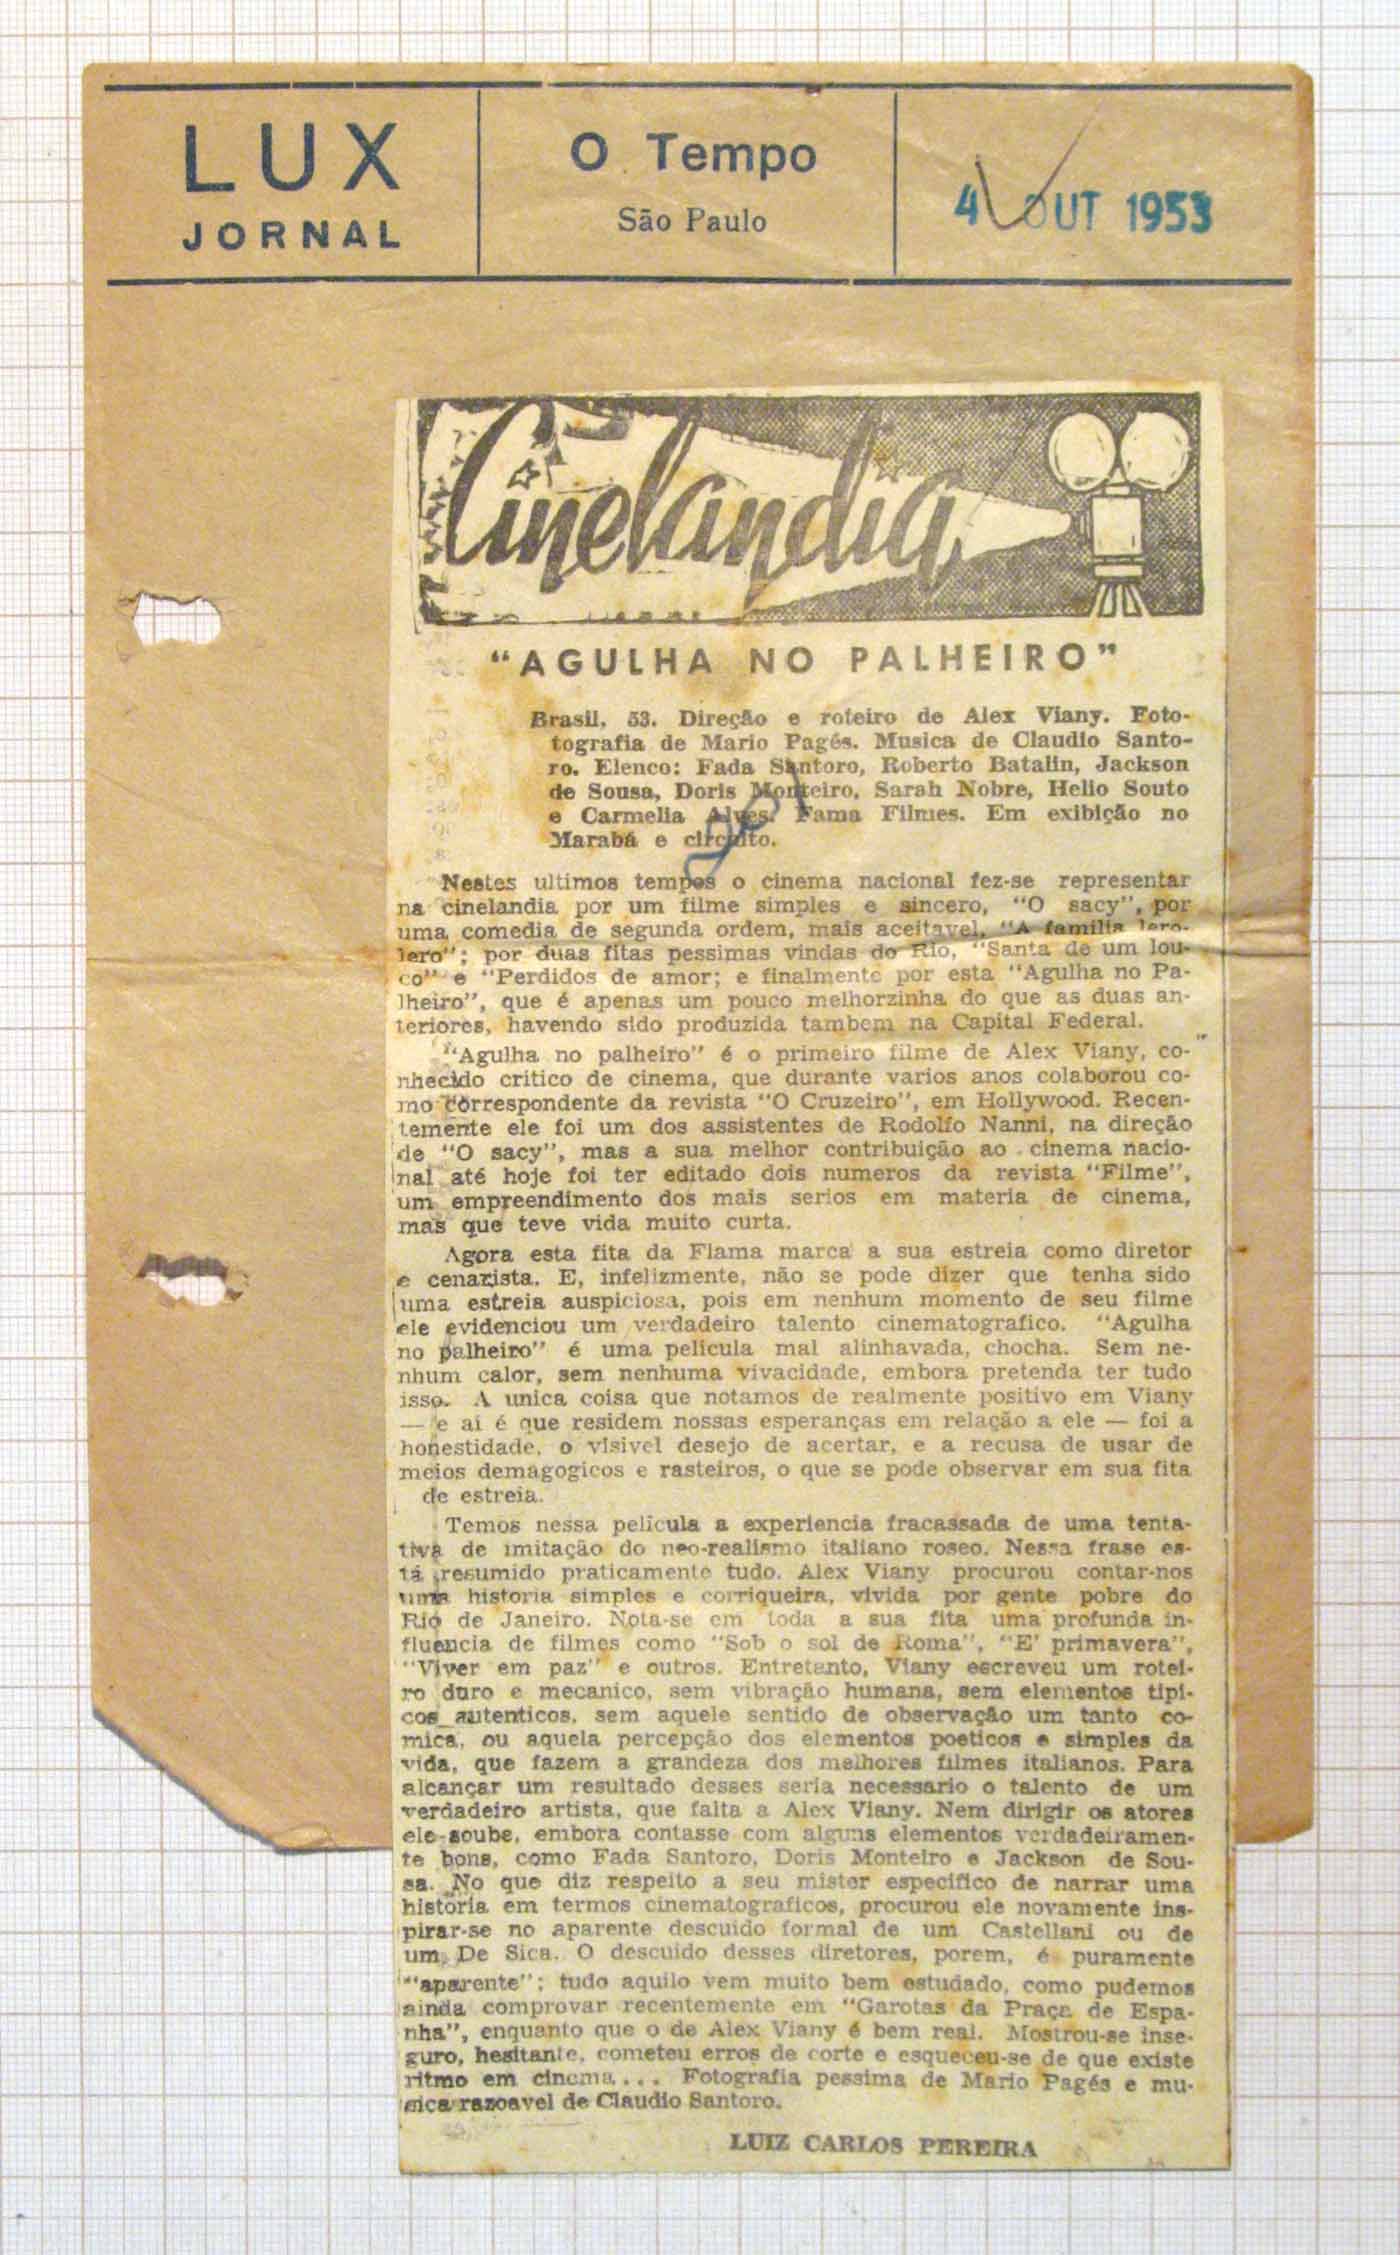 LUX
JORNAL
O Tempo
São Paulo
4 OUT 1953
Cinelandia
"AGULHA NO PALHEIRO"
Brasil, 53. Direção e roteiro de Alex Viany. Foto-
tografia de Mario Pagés. Musica de Claudio Santo-
ro. Elenco: Fada Santoro, Roberto Batalin, Jackson
de Sousa, Doris Monteiro, Sarah Nobre, Helio Souto
e Carmelia Alves. Fama Filmes. Em exibição no
Marabá e circuito.
Nestes ultimos tempos o cinema nacional fez-se representar
na cinelandia por um filme simples e sincero, "O sacy", por
uma comedia de segunda ordem, mais aceitavel, "A familia lero-
lero"; por duas fitas pessimas vindas do Rio, "Santa de um lou-
co" e "Perdidos de amor; e finalmente por esta "Agulha no Pa-
lheiro", que é apenas um pouco melhorzinha do que as duas an-
teriores, havendo sido produzida tambem na Capital Federal.
"Agulha no palheiro" é o primeiro filme de Alex Viany, co-
nhecido critico de cinema, que durante varios anos colaborou co-
mo correspondente da revista "O Cruzeiro", em Hollywood. Recen-
temente ele foi um dos assistentes de Rodolfo Nanni, na direção
de "O sacy", mas a sua melhor contribuição ao cinema nacio-
nal até hoje foi ter editado dois numeros da revista "Filme",
um empreendimento dos mais serios em materia de cinema,
mas que teve vida muito curta.
Agora esta fita da Flama marca a sua estreia como diretor
e cenarista. E, infelizmente, não se pode dizer que tenha sido
uma estreia auspiciosa, pois em nenhum momento de seu filme
ele evidenciou um verdadeiro talento cinematografico. "Agulha
no palheiro" é uma pelicula mal alinhavada, chocha. Sem ne-
nhum calor, sem nenhuma vivacidade, embora pretenda ter tudo
isso. A unica coisa que notamos de realmente positivo em Viany
— e aí é que residem nossas esperanças em relação a ele — foi a
honestidade, o visivel desejo de acertar, e a recusa de usar de
meios demagogicos e rasteiros, o que se pode observar em sua fita
de estreia.
Temos nessa pelicula a experiencia fracassada de uma tenta-
tiva de imitação do neo-realismo italiano roseo. Nessa frase es-
tá resumido praticamente tudo. Alex Viany procurou contar-nos
uma historia simples e corriqueira, vivida por gente pobre do
Rio de Janeiro. Nota-se em toda a sua fita uma profunda in-
fluencia de filmes como "Sob o sol de Roma", "E' primavera",
"Viver em paz" e outros. Entretanto, Viany escreveu um rotei-
ro duro e mecanico, sem vibração humana, sem elementos tipi-
cos autenticos, sem aquele sentido de observação um tanto co-
mica, ou aquela percepção dos elementos poeticos e simples da
vida, que fazem a grandeza dos melhores filmes italianos. Para
alcançar um resultado desses seria necessario o talento de um
verdadeiro artista, que falta a Alex Viany. Nem dirigir os atores
ele soube, embora contasse com alguns elementos verdadeiramen-
te bons, como Fada Santoro, Doris Monteiro e Jackson de Sou-
sa. No que diz respeito a seu mister especifico de narrar uma
historia em termos cinematograficos, procurou ele novamente ins-
pirar-se no aparente descuido formal de um Castellani ou de
um De Sica. O descuido desses diretores, porem, é puramente
"aparente"; tudo aquilo vem muito bem estudado, como pudemos
ainda comprovar recentemente em "Garotas da Praça de Espa-
nha", enquanto que o de Alex Viany é bem real. Mostrou-se inse-
guro, hesitante, cometeu erros de corte e esqueceu-se de que existe
ritmo em cinema... Fotografia pessima de Mario Pagés e mu-
sica razoavel de Claudio Santoro.
LUIZ CARLOS PEREIRA